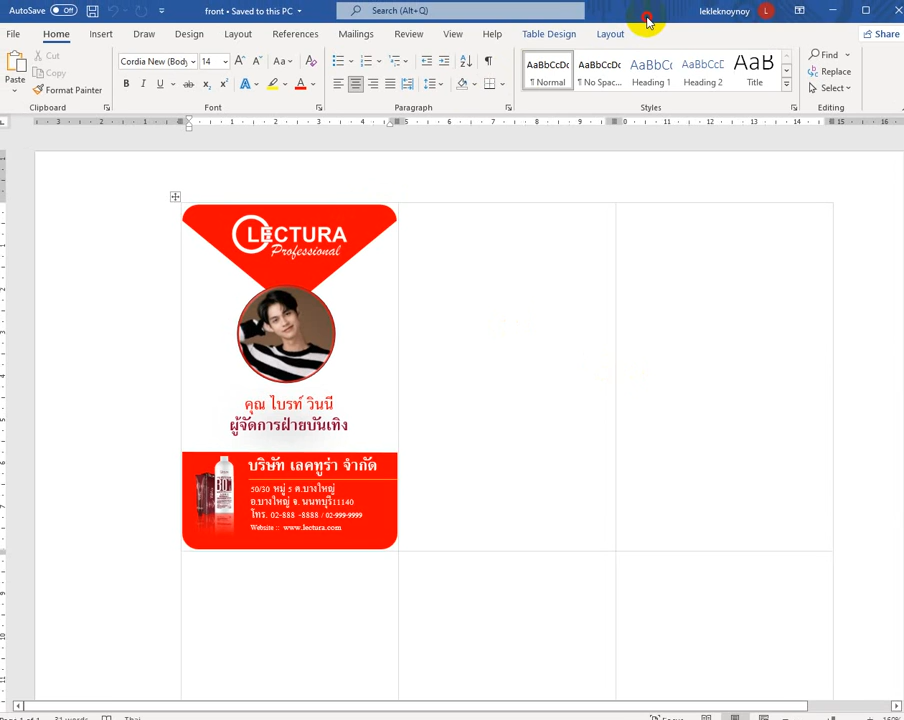 AutoSave Off front • Saved to this PC Search (Alt+Q) lekleknoynoy L
File Home Insert Draw Design Layout References Mailings Review View Help Table Design Layout Share
Paste Cut Copy Format Painter
Cordia New (Body) 14
AaBbCcDc AaBbCcDc AaBbCc AaBbCcD AaB
¶ Normal ¶ No Spac... Heading 1 Heading 2 Title
Find Replace Select
Clipboard Font Paragraph Styles Editing
LECTURA
Professional
คุณ ไบรท์ วินนี
ผู้จัดการฝ่ายบันเทิง
บริษัท เลคทูร่า จำกัด
50/30 หมู่ 5 ต.บางใหญ่
อ.บางใหญ่ จ. นนทบุรี11140
โทร. 02-888 -8888 / 02-999-9999
Website :: www.lectura.com